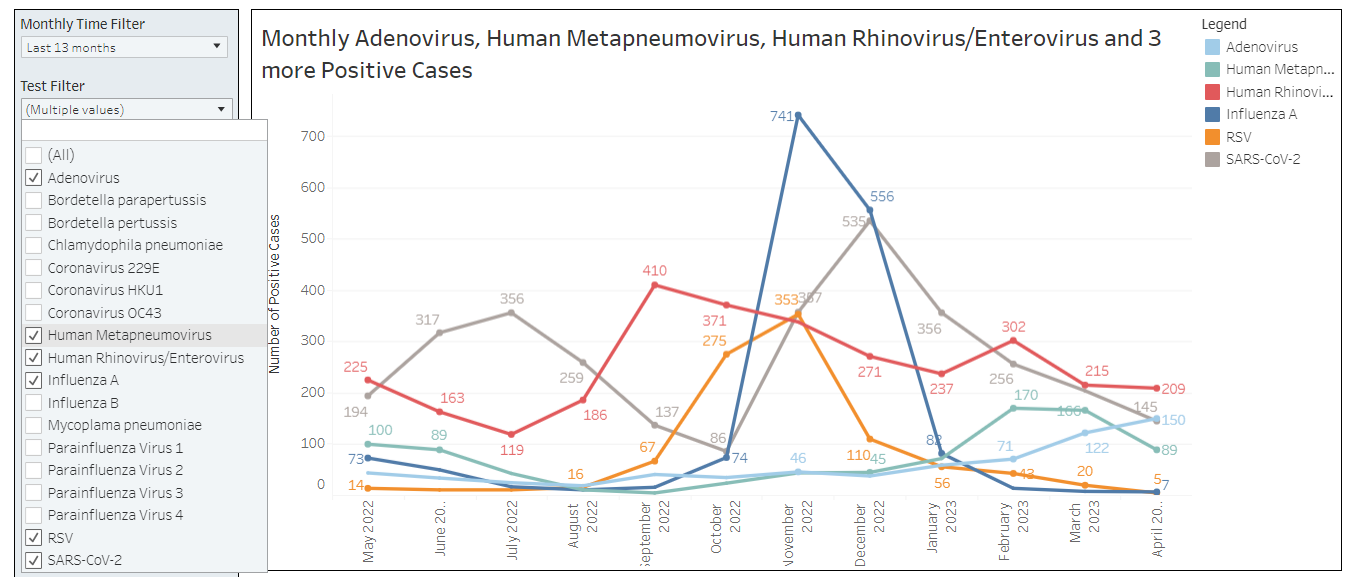 Monthly Time Filter
Last 13 months
Test Filter
(Multiple values)
(All)
Adenovirus
Bordetella parapertussis
Bordetella pertussis
Chlamydophila pneumoniae
Coronavirus 229E
Coronavirus HKU1
Coronavirus OC43
Human Metapneumovirus
Human Rhinovirus/Enterovirus
Influenza A
Influenza B
Mycoplama pneumoniae
Parainfluenza Virus 1
Parainfluenza Virus 2
Parainfluenza Virus 3
Parainfluenza Virus 4
RSV
SARS-CoV-2
Monthly Adenovirus, Human Metapneumovirus, Human Rhinovirus/Enterovirus and 3
more Positive Cases
Number of Positive Cases
700
600
500
400
300
200
100
0
741
556
535
410
353
371
356
317
275
259
225
194
163
119
186
137
100
89
73
14
16
67
86
74
46
271
110
45
356
237
82
56
302
256
170
71
43
215
166
122
20
209
145
150
89
5
7
May 2022
June 20..
July 2022
August
2022
September
2022
October
2022
November
2022
December
2022
January
2023
February
2023
March
2023
April 20..
Legend
Adenovirus
Human Metapn...
Human Rhinovi...
Influenza A
RSV
SARS-CoV-2